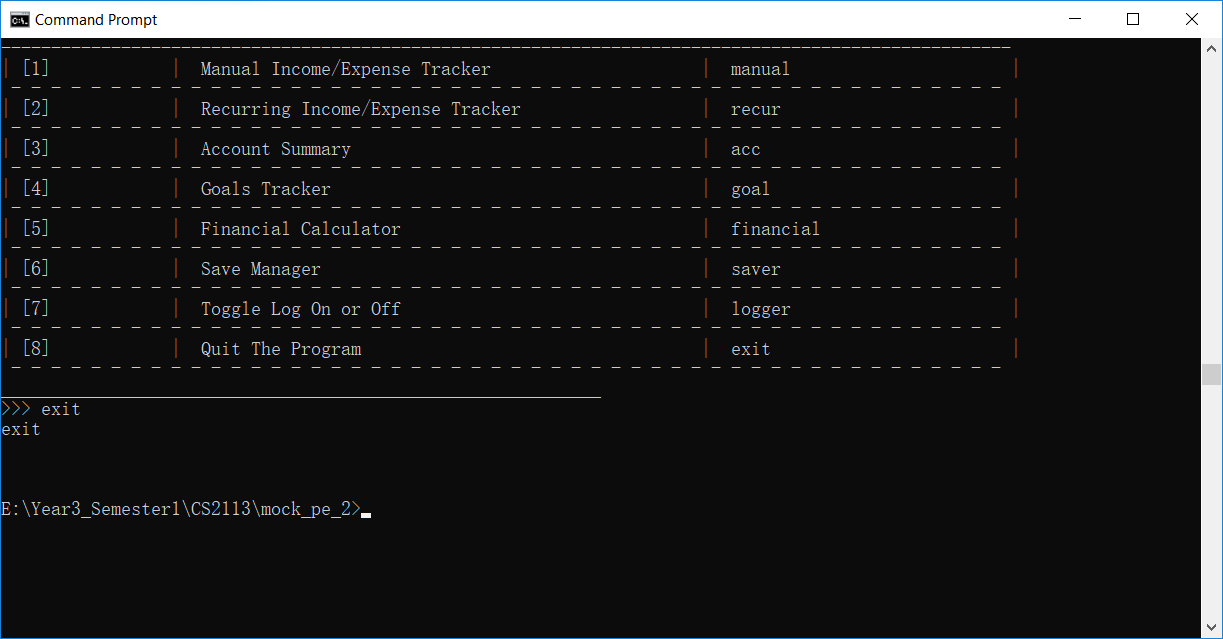 Command Prompt
| [1] | Manual Income/Expense Tracker | manual |
| [2] | Recurring Income/Expense Tracker | recur |
| [3] | Account Summary | acc |
| [4] | Goals Tracker | goal |
| [5] | Financial Calculator | financial |
| [6] | Save Manager | saver |
| [7] | Toggle Log On or Off | logger |
| [8] | Quit The Program | exit |
>>> exit
exit
E:\Year3_Semester1\CS2113\mock_pe_2>